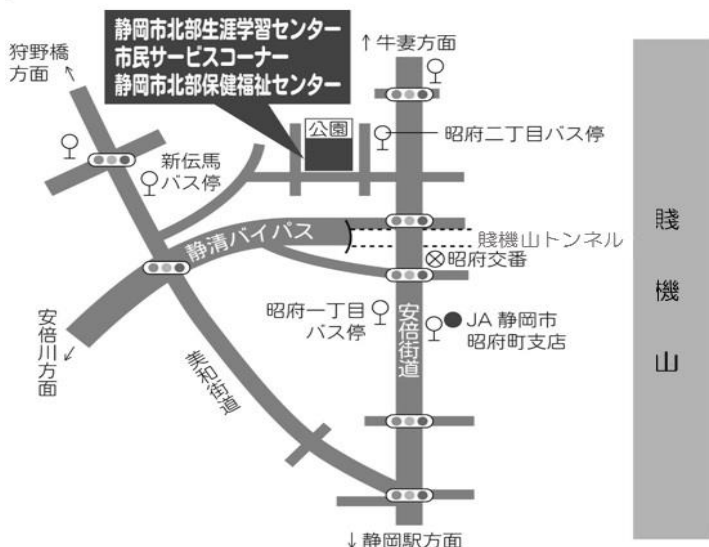 静岡市北部生涯学習センター
市民サービスコーナー
静岡市北部保健福祉センター
↑牛妻方面
狩野橋
方面
公園
昭府二丁目バス停
新伝馬
バス停
静清バイパス
賤機山トンネル
昭府交番
賤機山
昭府一丁目
バス停
安倍街道
JA 静岡市
昭府町支店
安倍川方面
美和街道
↓静岡駅方面